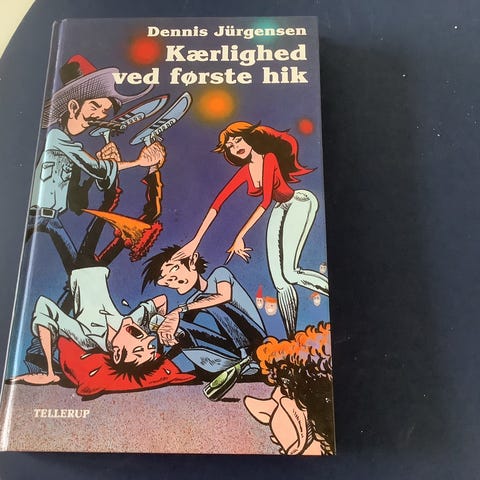 Dennis Jürgensen
Kærlighed
ved første hik
TELLERUP